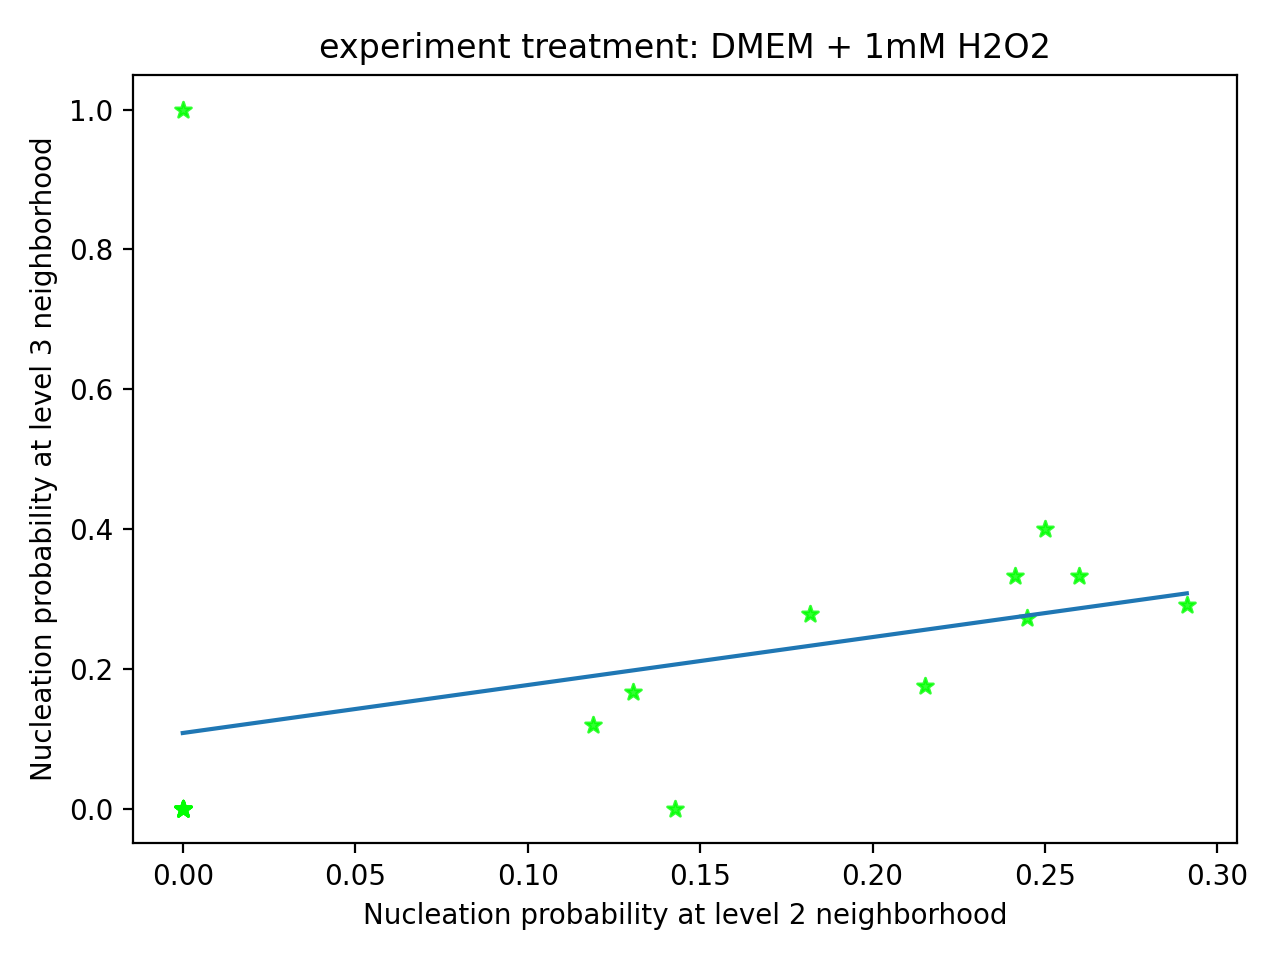 experiment treatment: DMEM + 1mM H2O2
Nucleation probability at level 3 neighborhood
1.0
0.8
0.6
0.4
0.2
0.0
0.00 0.05 0.10 0.15 0.20 0.25 0.30
Nucleation probability at level 2 neighborhood